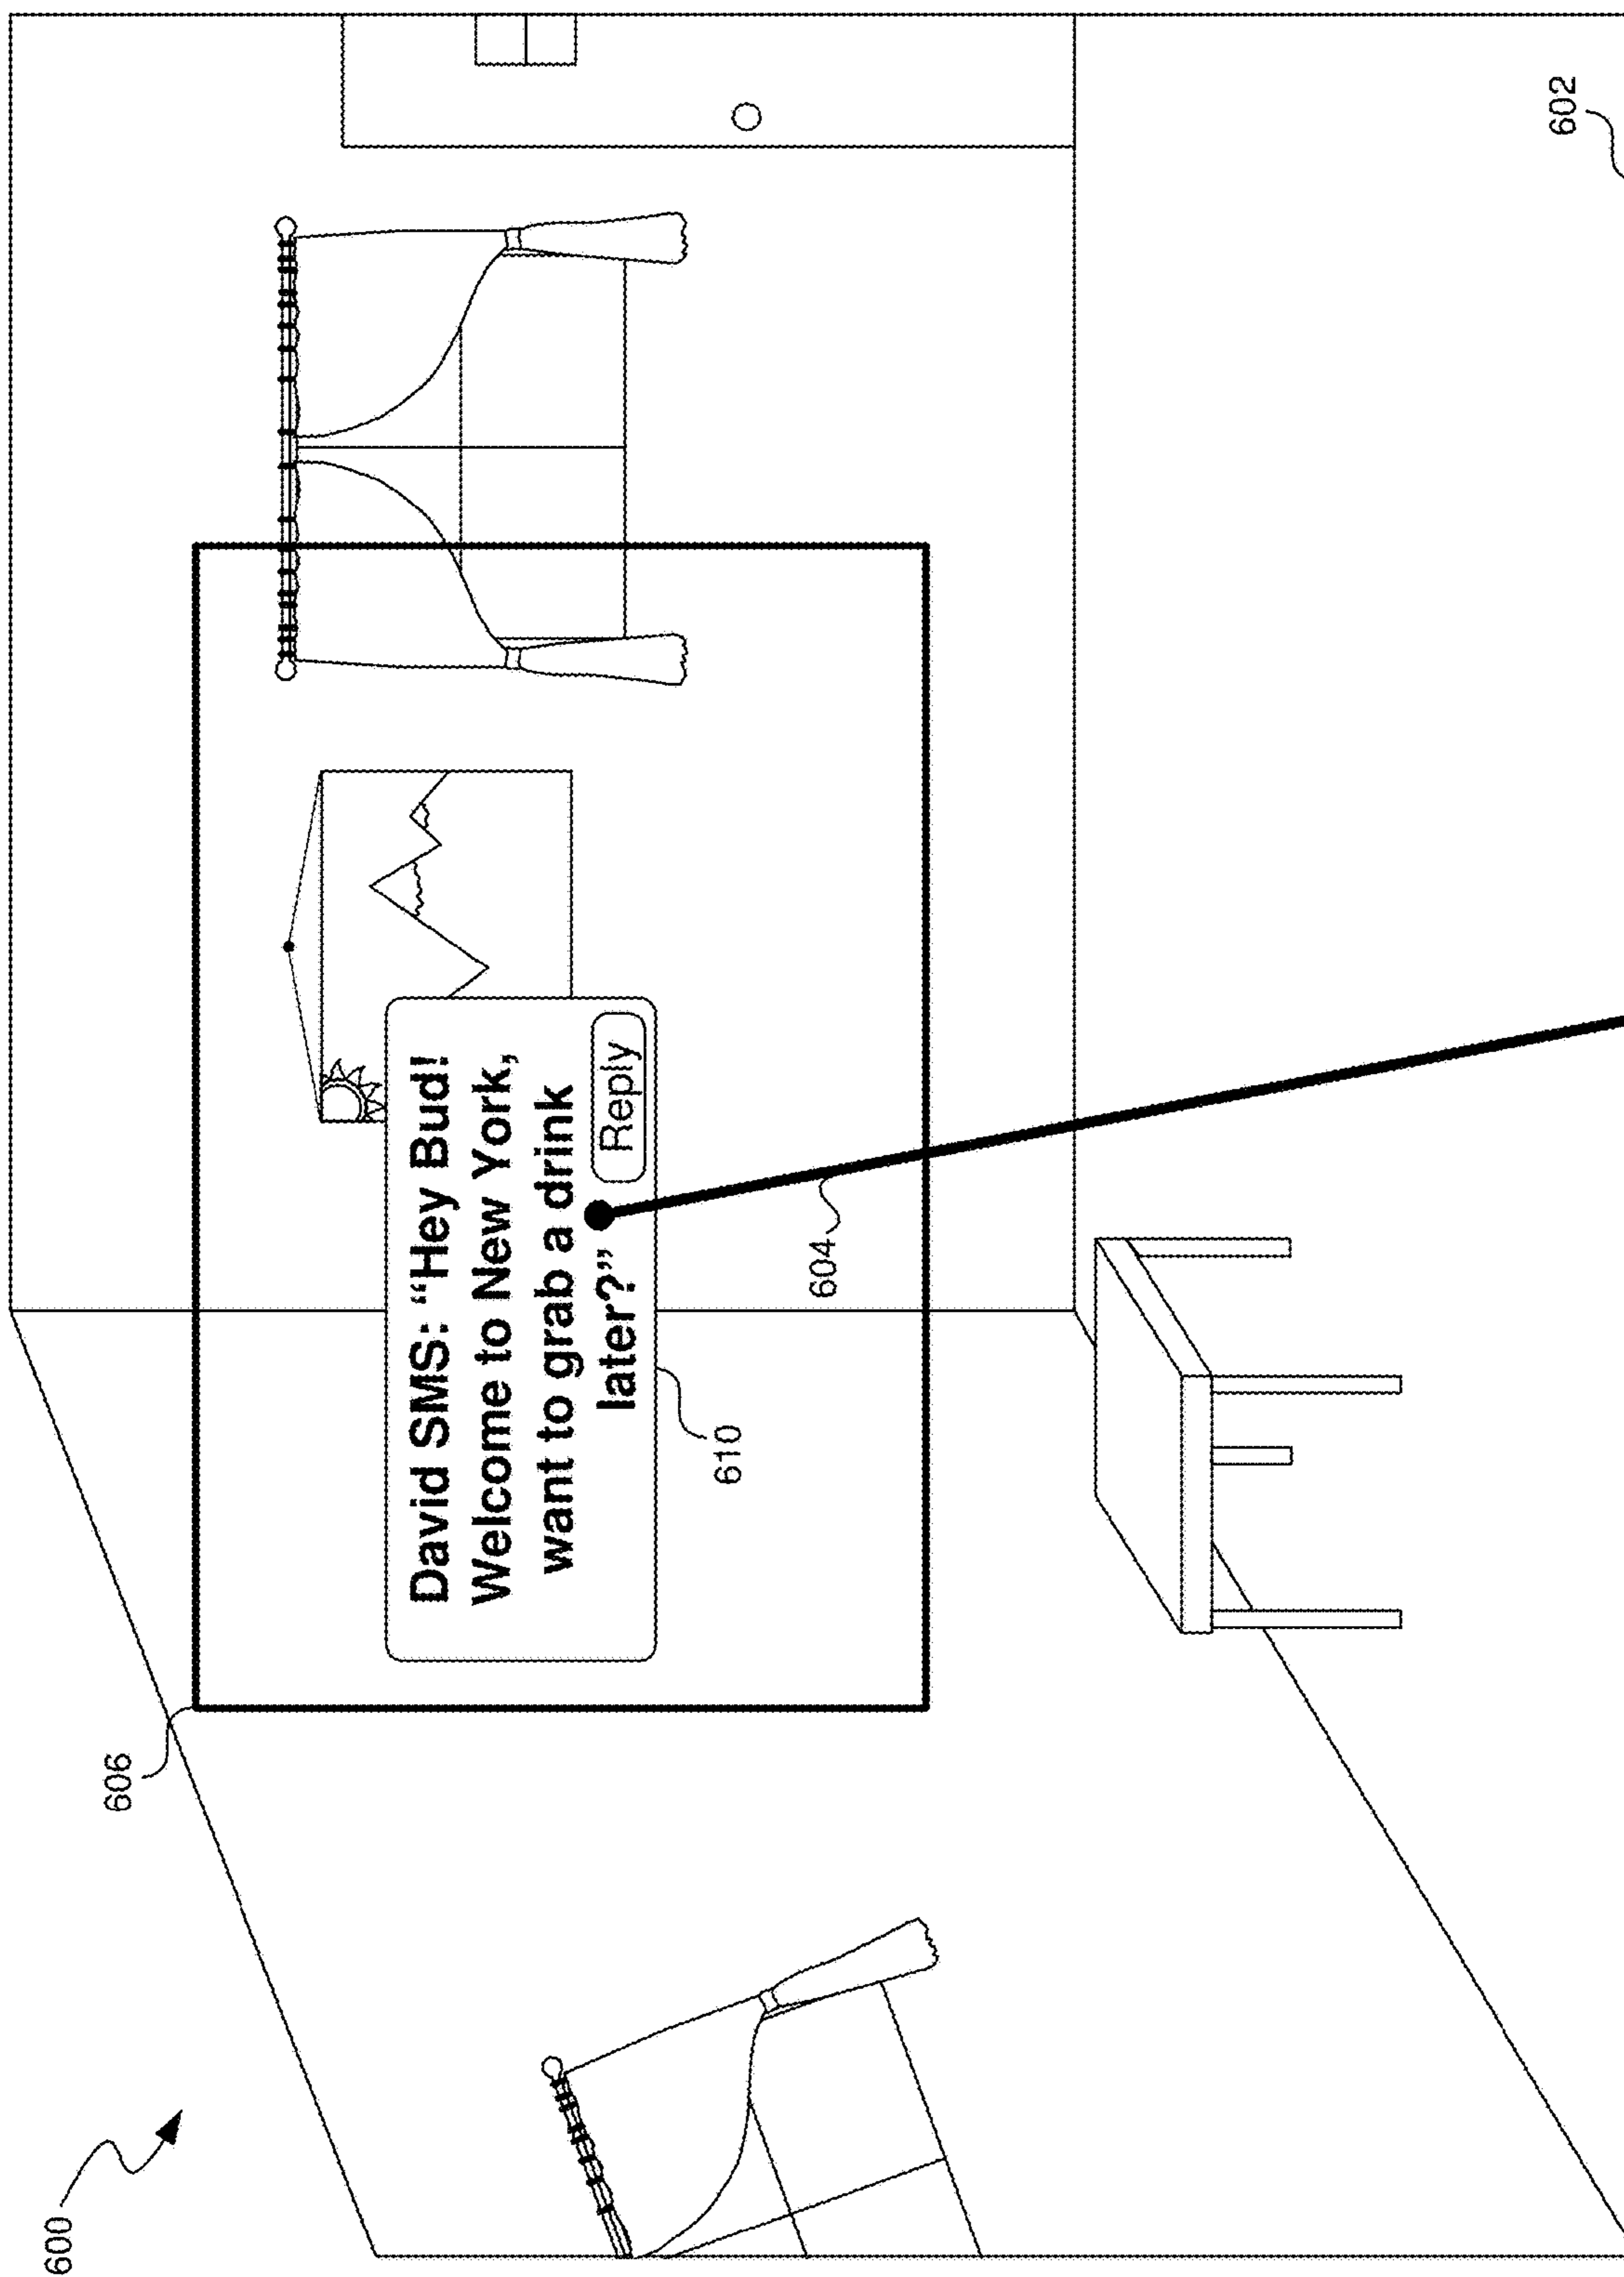 600
606
David SMS: “Hey Bud!
Welcome to New York,
want to grab a drink
later?”
Reply
610
604
602